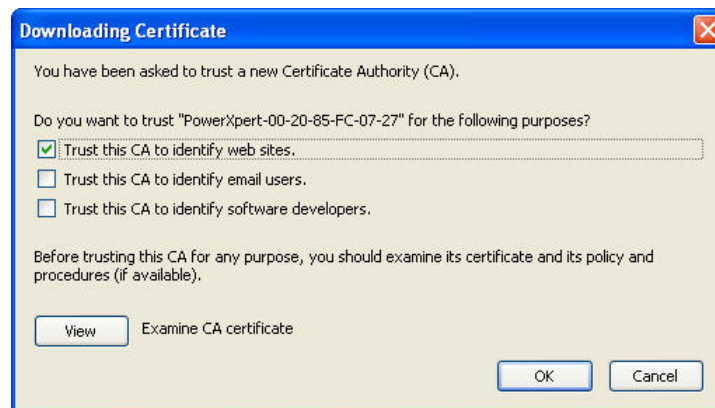 Downloading Certificate
You have been asked to trust a new Certificate Authority (CA).
Do you want to trust "PowerXpert-00-20-85-FC-07-27" for the following purposes?
Trust this CA to identify web sites.
Trust this CA to identify email users.
Trust this CA to identify software developers.
Before trusting this CA for any purpose, you should examine its certificate and its policy and
procedures (if available).
View Examine CA certificate
OK Cancel